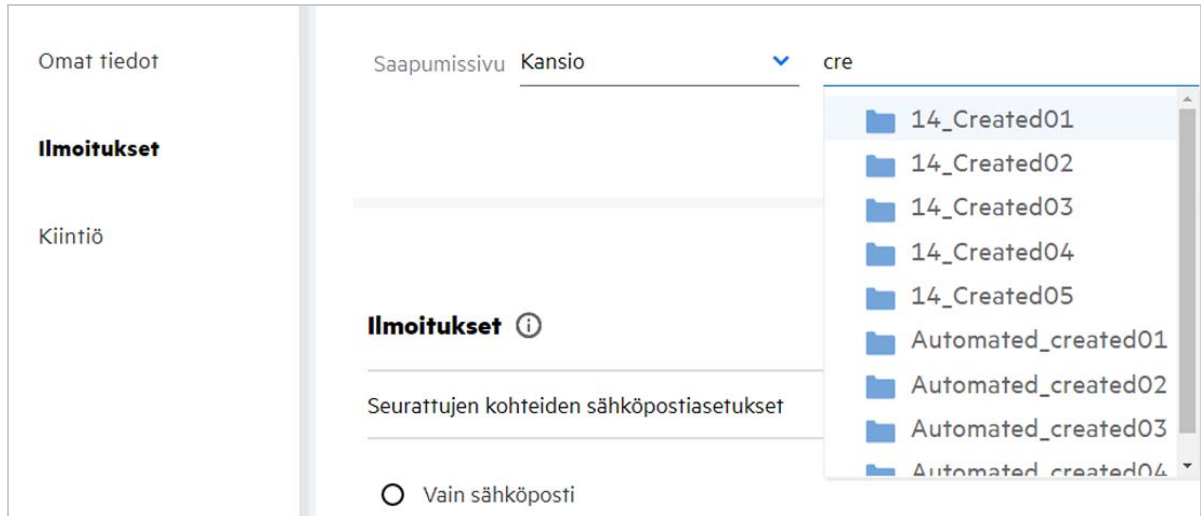 Omat tiedot
Ilmoitukset
Kiintiö
Saapumissivu Kansio cre
14_Created01
14_Created02
14_Created03
14_Created04
14_Created05
Automated_created01
Automated_created02
Automated_created03
Automated_created04
Ilmoitukset
Seurattujen kohteiden sähköpostiasetukset
Vain sähköposti